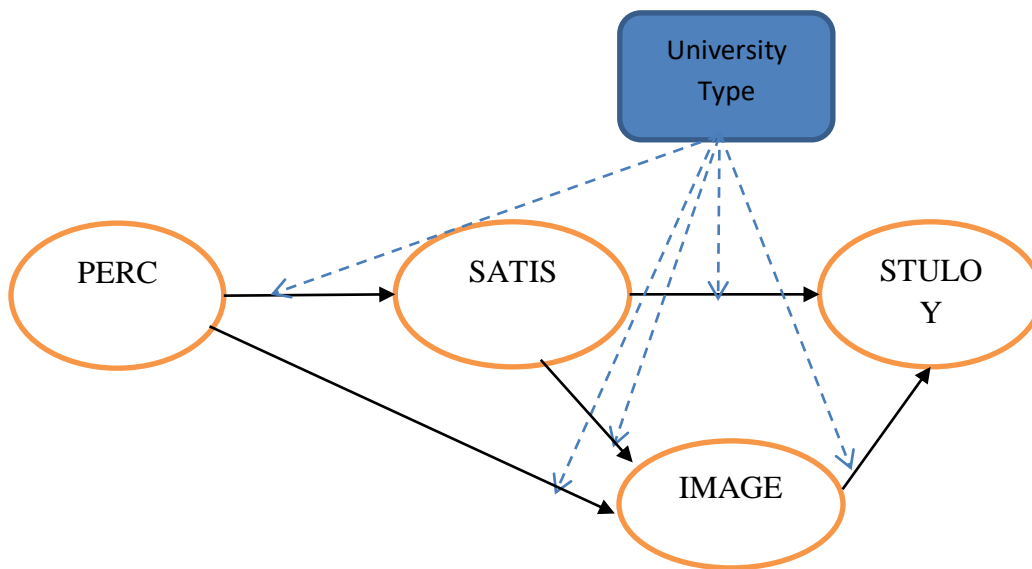 University
Type
PERC
SATIS
STULO
Y
IMAGE